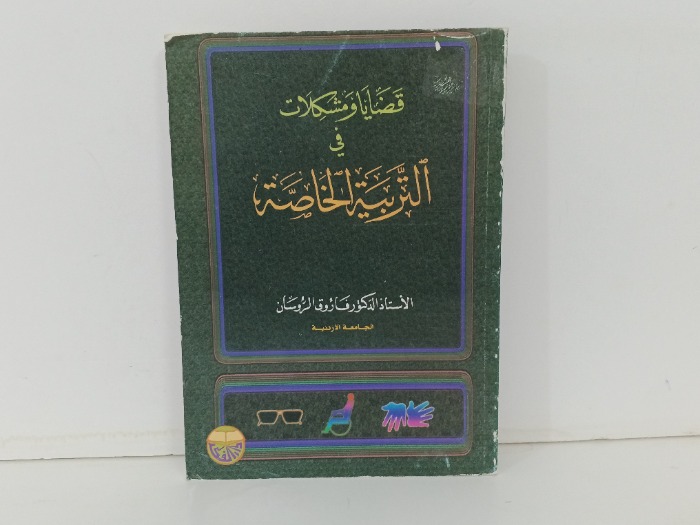 قضايا ومشكلات
في
التربية الخاصة
الأستاذ الدكتور فاروق الروسان
الجامعة الأردنية